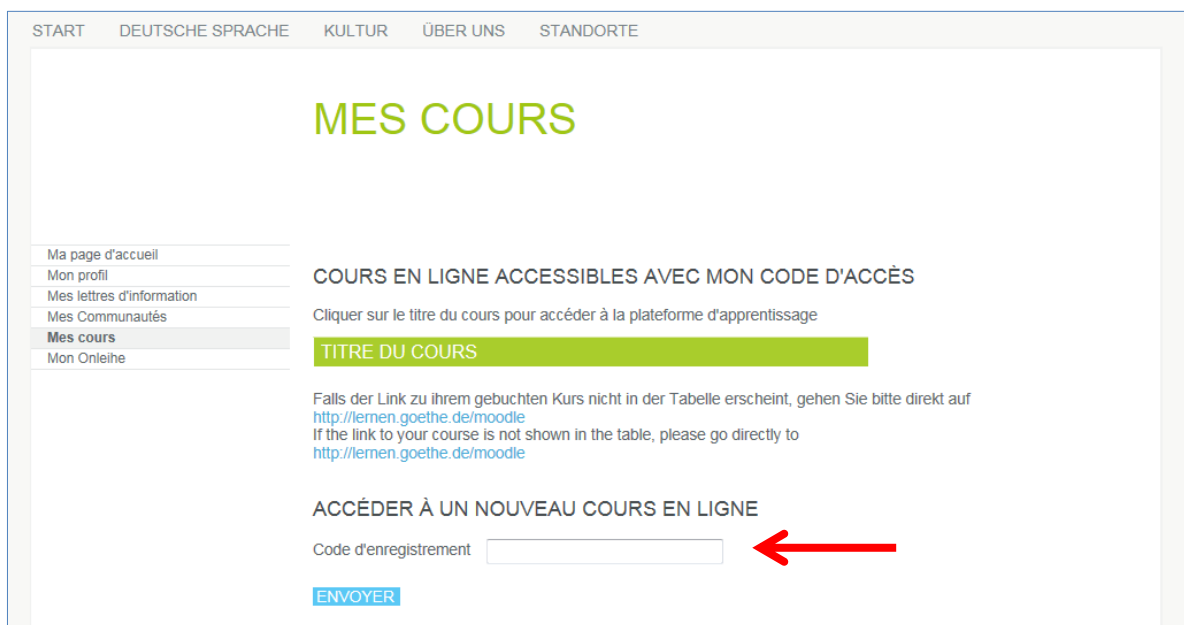 START DEUTSCHE SPRACHE KULTUR ÜBER UNS STANDORTE
MES COURS
Ma page d'accueil
Mon profil
Mes lettres d'information
Mes Communautés
Mes cours
Mon Onleihe
COURS EN LIGNE ACCESSIBLES AVEC MON CODE D'ACCÈS
Cliquer sur le titre du cours pour accéder à la plateforme d'apprentissage
TITRE DU COURS
Falls der Link zu ihrem gebuchten Kurs nicht in der Tabelle erscheint, gehen Sie bitte direkt auf
http://lernen.goethe.de/moodle
If the link to your course is not shown in the table, please go directly to
http://lernen.goethe.de/moodle
ACCÉDER À UN NOUVEAU COURS EN LIGNE
Code d'enregistrement
ENVOYER